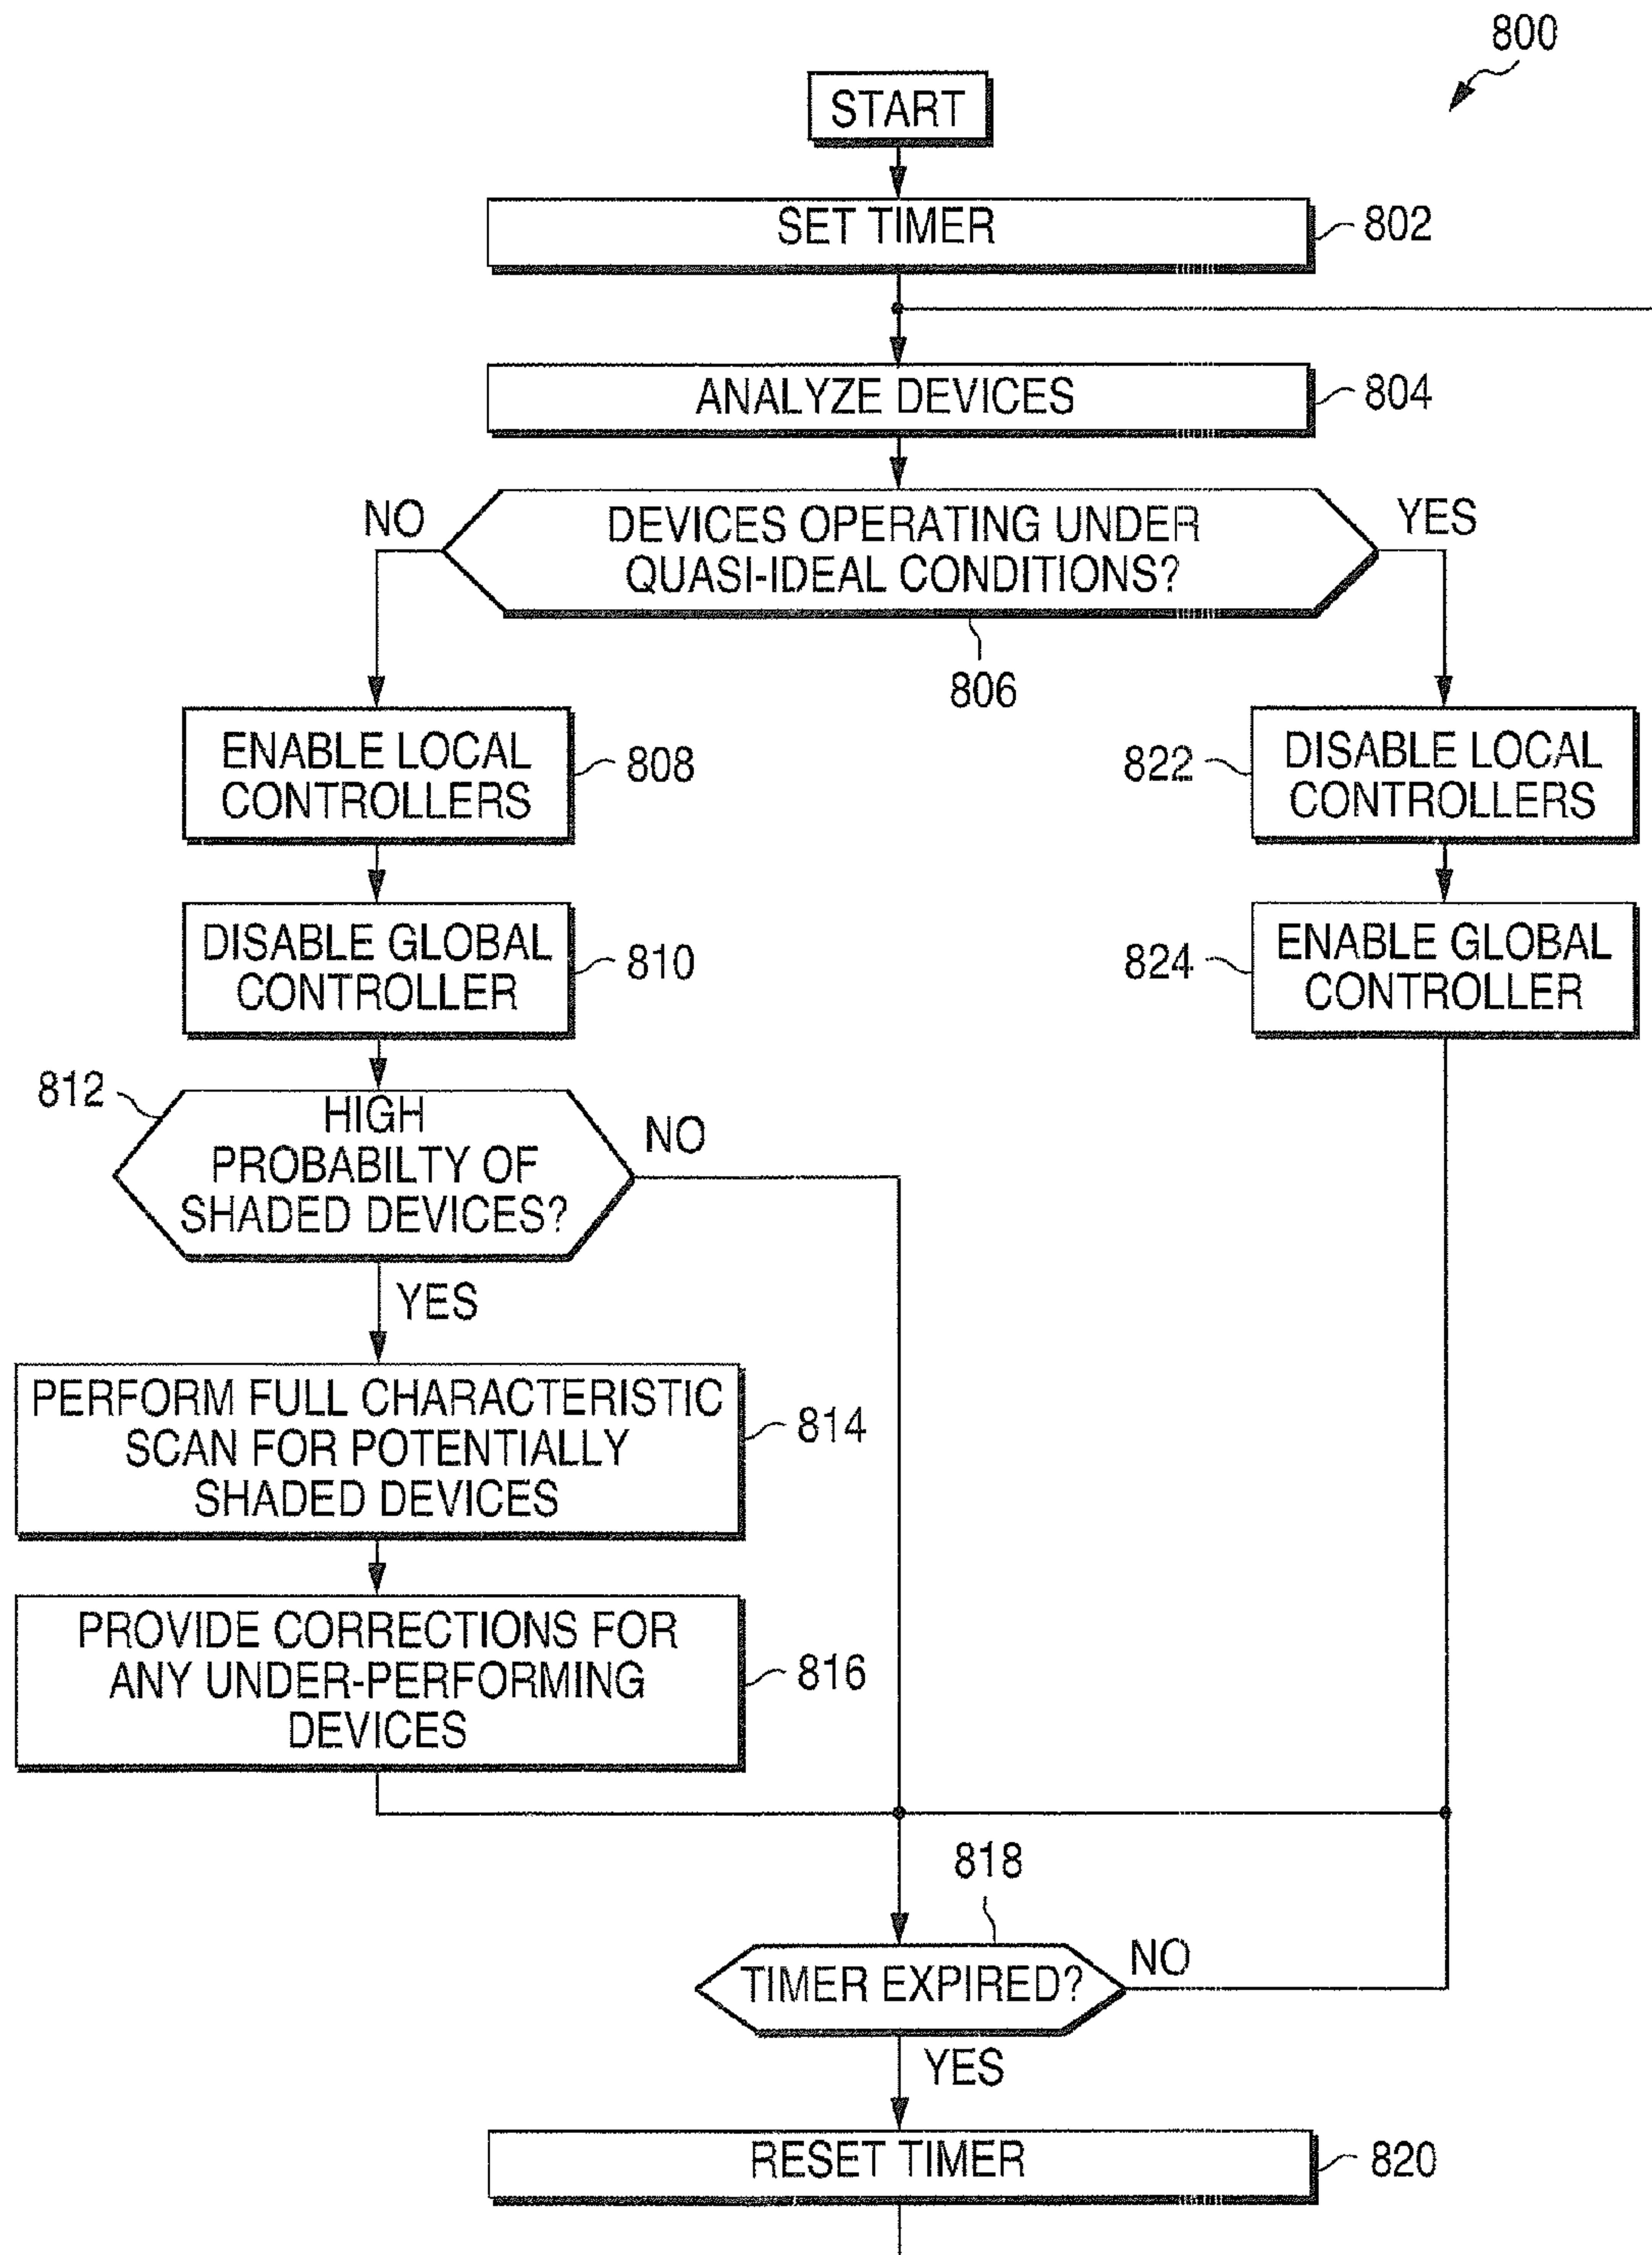 800
START
SET TIMER
802
ANALYZE DEVICES
804
NO
DEVICES OPERATING UNDER
QUASI-IDEAL CONDITIONS?
YES
806
ENABLE LOCAL
CONTROLLERS
808
822
DISABLE LOCAL
CONTROLLERS
DISABLE GLOBAL
CONTROLLER
810
824
ENABLE GLOBAL
CONTROLLER
812
HIGH
PROBABILTY OF
SHADED DEVICES?
NO
YES
PERFORM FULL CHARACTERISTIC
SCAN FOR POTENTIALLY
SHADED DEVICES
814
PROVIDE CORRECTIONS FOR
ANY UNDER-PERFORMING
DEVICES
816
818
TIMER EXPIRED?
NO
YES
RESET TIMER
820